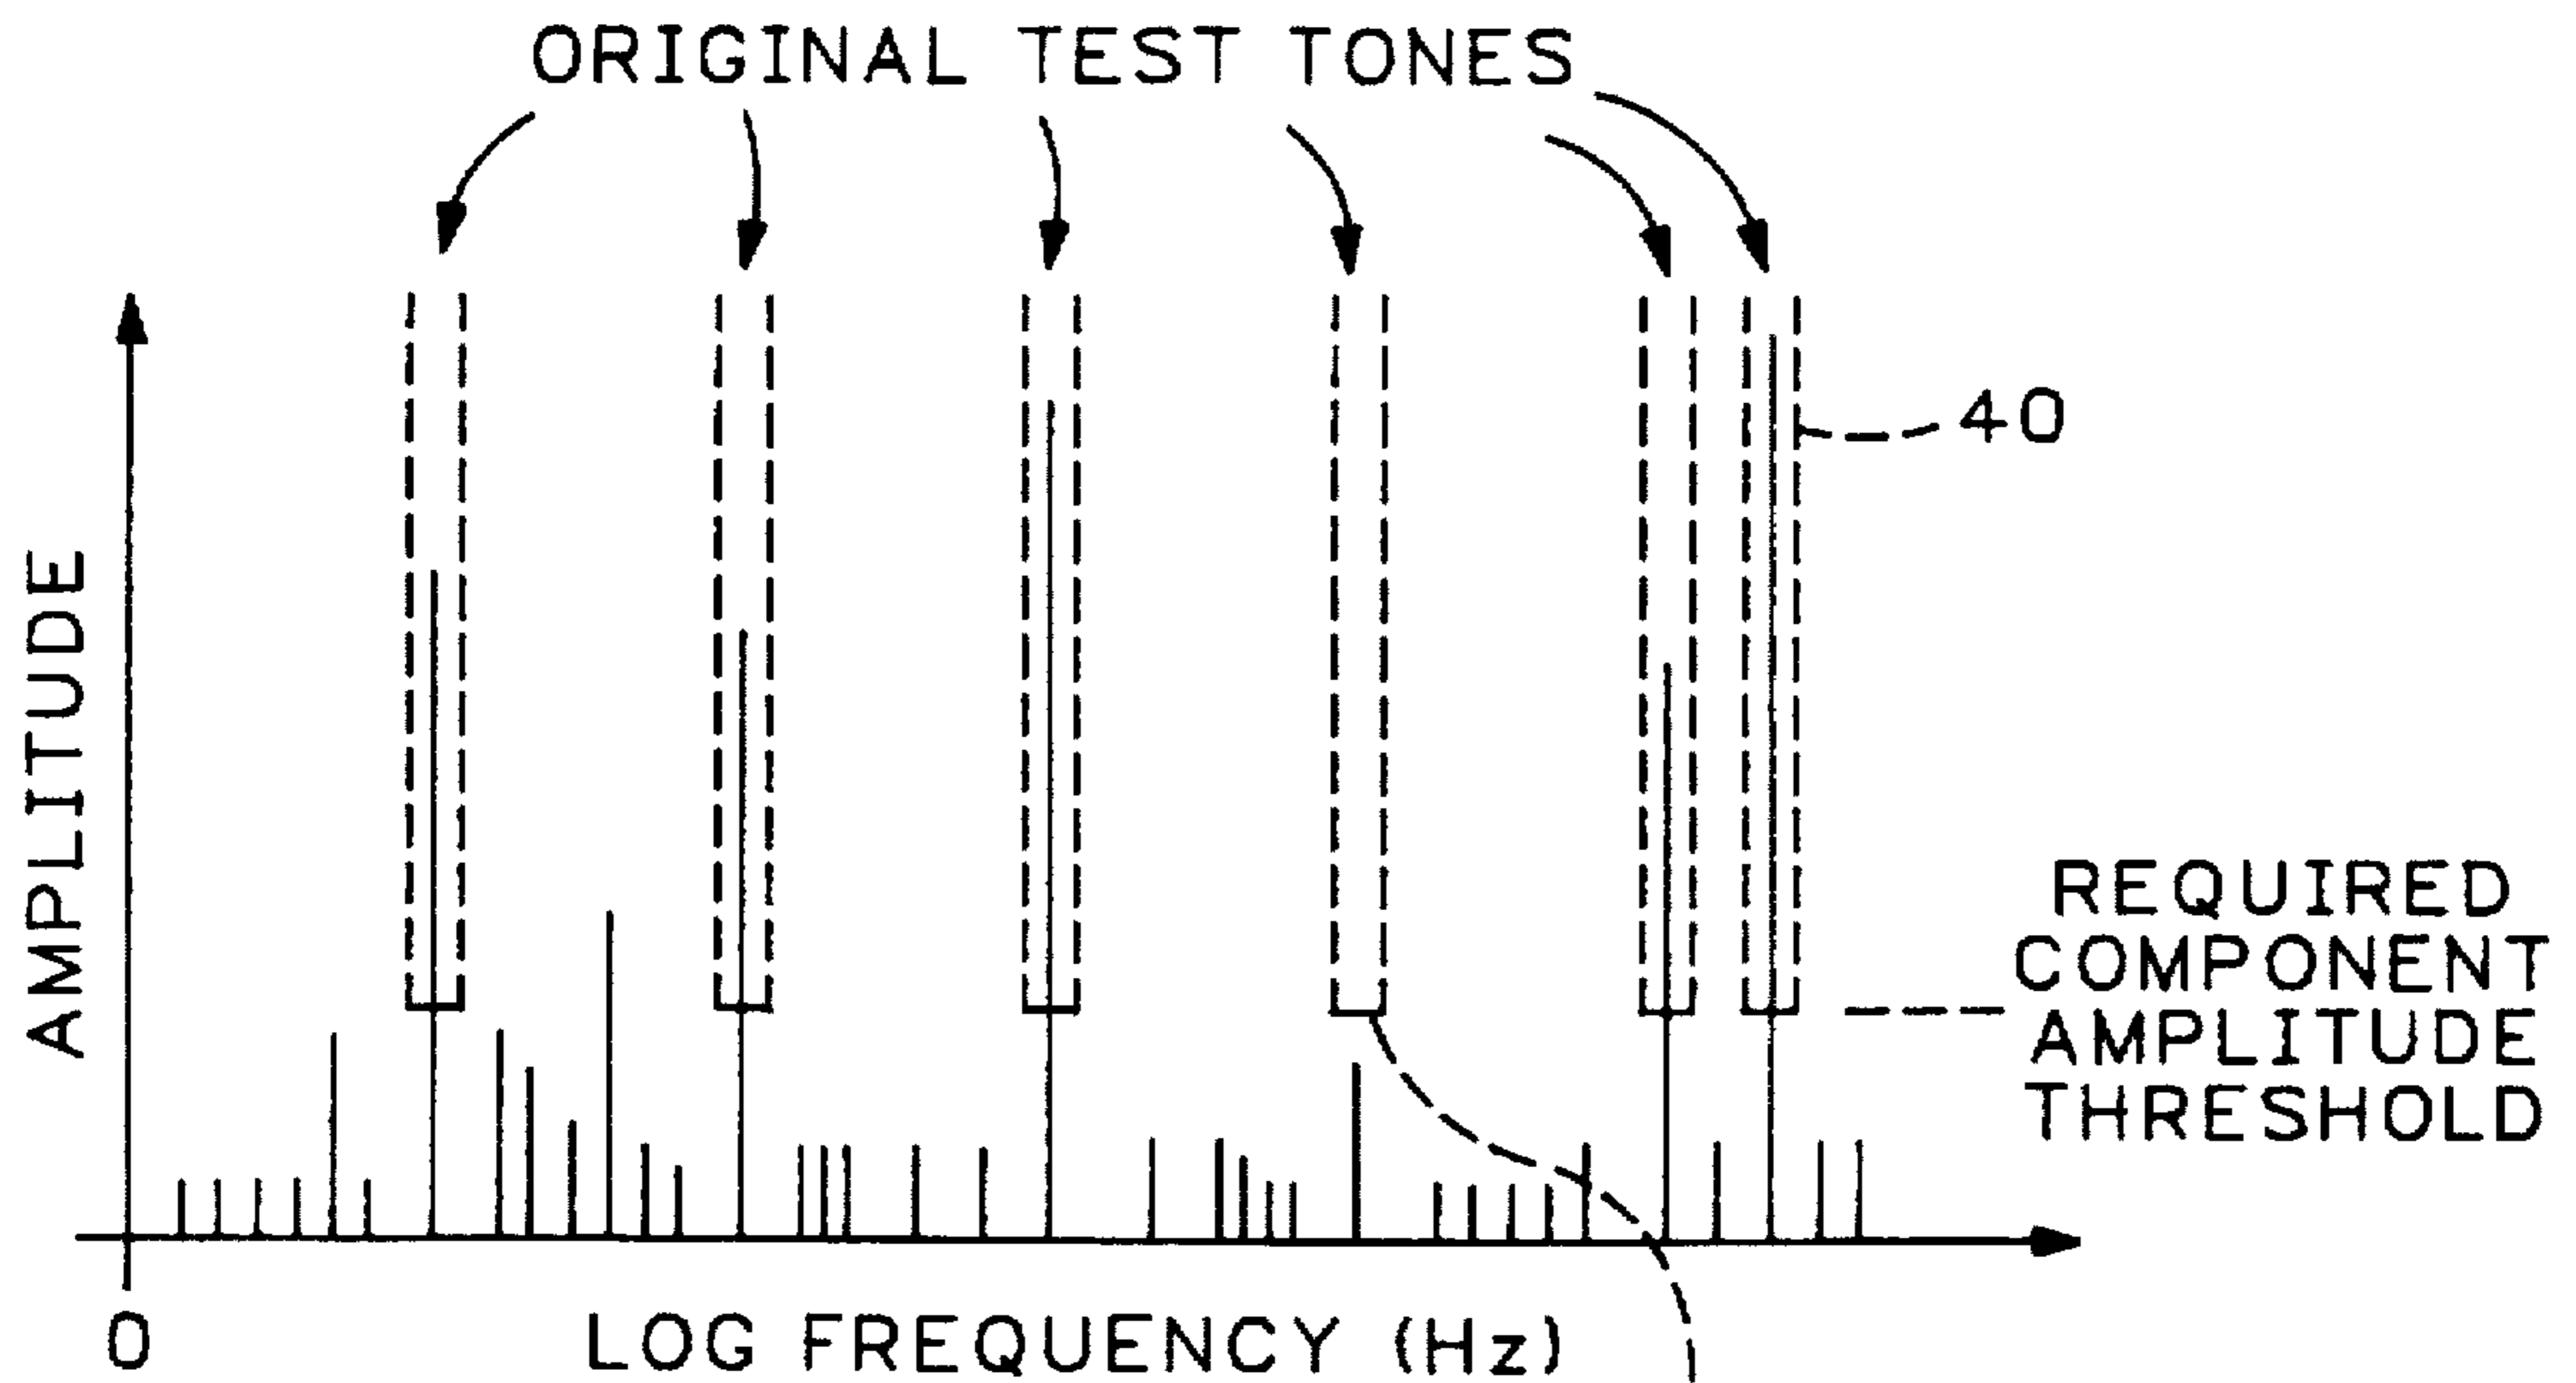 ORIGINAL TEST TONES
40
AMPLITUDE
REQUIRED
COMPONENT
AMPLITUDE
THRESHOLD
0
LOG FREQUENCY (Hz)